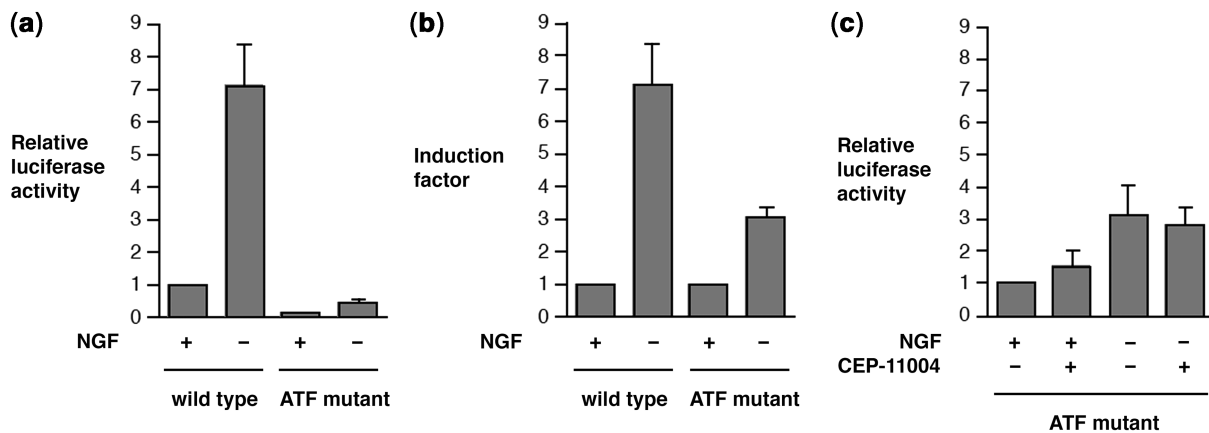 (a)
9
8
7
6
5
4
3
2
1
0
Relative
luciferase
activity
NGF + – + –
wild type ATF mutant
(b)
9
8
7
6
5
4
3
2
1
0
Induction
factor
NGF + – + –
wild type ATF mutant
(c)
9
8
7
6
5
4
3
2
1
0
Relative
luciferase
activity
NGF + + – –
CEP-11004 – + – +
ATF mutant